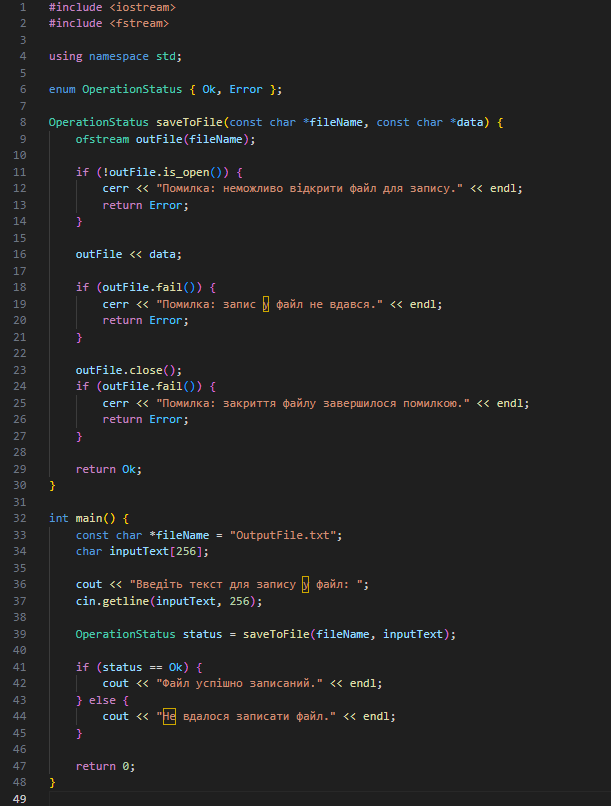 1 #include <iostream>
2 #include <fstream>
3
4 using namespace std;
5
6 enum OperationStatus { Ok, Error };
7
8 OperationStatus saveToFile(const char *fileName, const char *data) {
9     ofstream outFile(fileName);
10
11     if (!outFile.is_open()) {
12         cerr << "Помилка: неможливо відкрити файл для запису." << endl;
13         return Error;
14     }
15
16     outFile << data;
17
18     if (outFile.fail()) {
19         cerr << "Помилка: запис у файл не вдався." << endl;
20         return Error;
21     }
22
23     outFile.close();
24     if (outFile.fail()) {
25         cerr << "Помилка: закриття файлу завершилося помилкою." << endl;
26         return Error;
27     }
28
29     return Ok;
30 }
31
32 int main() {
33     const char *fileName = "OutputFile.txt";
34     char inputText[256];
35
36     cout << "Введіть текст для запису у файл: ";
37     cin.getline(inputText, 256);
38
39     OperationStatus status = saveToFile(fileName, inputText);
40
41     if (status == Ok) {
42         cout << "Файл успішно записаний." << endl;
43     } else {
44         cout << "Не вдалося записати файл." << endl;
45     }
46
47     return 0;
48 }
49